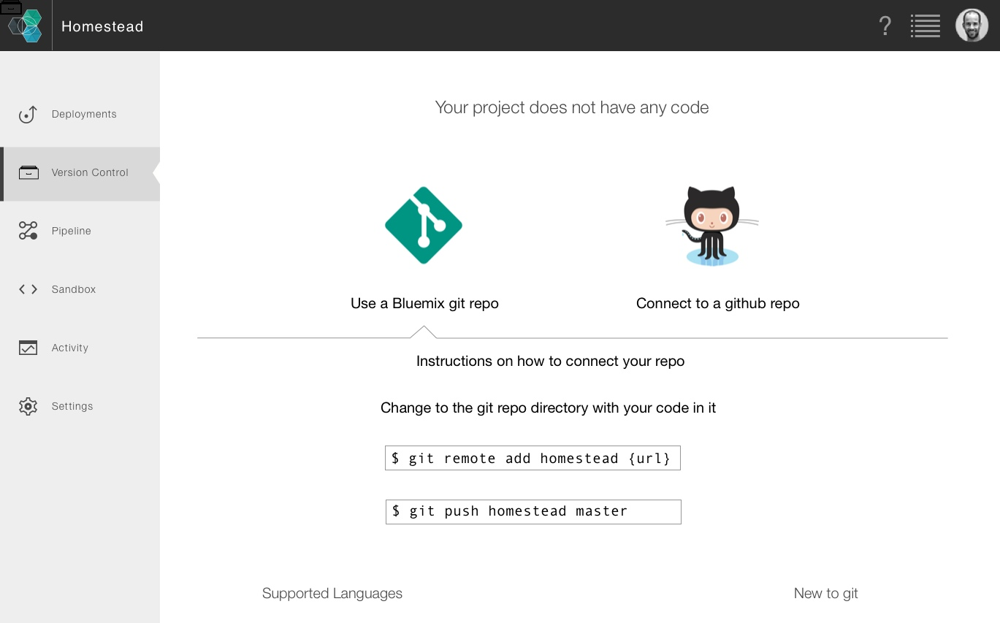 Homestead
?
Deployments
Version Control
Pipeline
Sandbox
Activity
Settings
Your project does not have any code
Use a Bluemix git repo
Connect to a github repo
Instructions on how to connect your repo
Change to the git repo directory with your code in it
$ git remote add homestead {url}
$ git push homestead master
Supported Languages
New to git